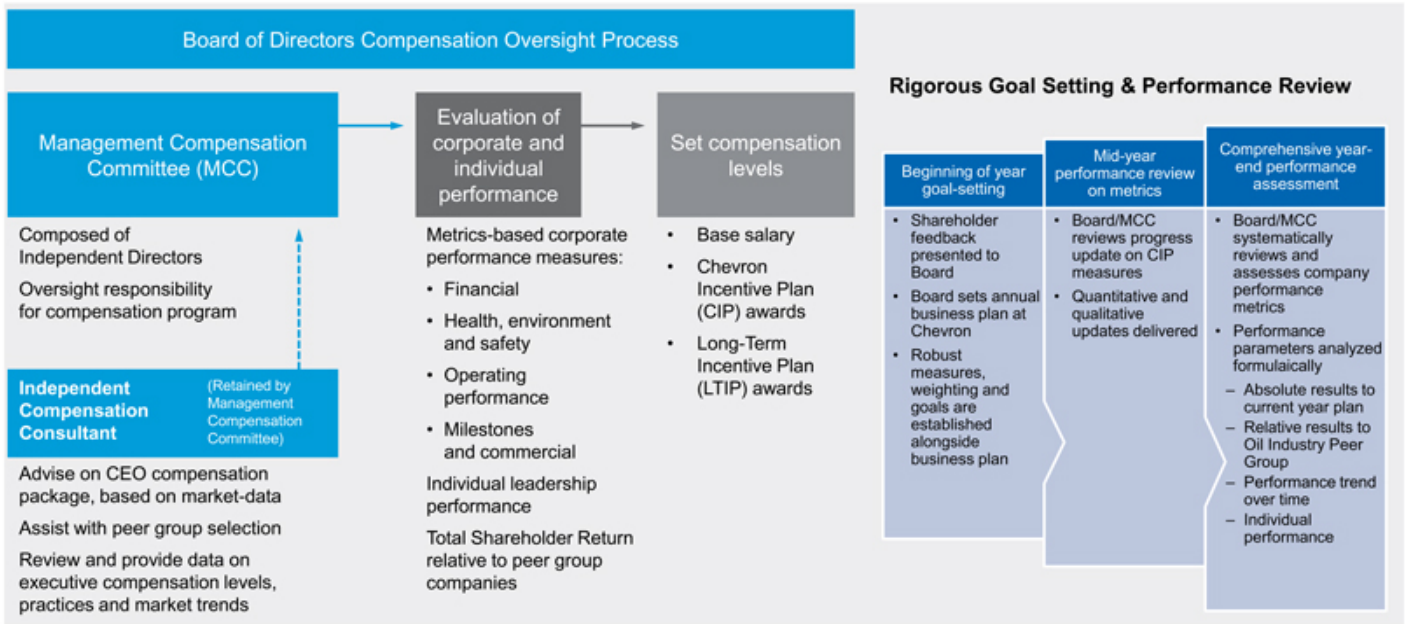 Board of Directors Compensation Oversight Process
Management Compensation
Committee (MCC)
Composed of
Independent Directors
Oversight responsibility
for compensation program
Independent
Compensation
Consultant
(Retained by
Management
Compensation
Committee)
Advise on CEO compensation
package, based on market-data
Assist with peer group selection
Review and provide data on
executive compensation levels,
practices and market trends
Evaluation of
corporate and
individual
performance
Metrics-based corporate
performance measures:
• Financial
• Health, environment
and safety
• Operating
performance
• Milestones
and commercial
Individual leadership
performance
Total Shareholder Return
relative to peer group
companies
Set compensation
levels
• Base salary
• Chevron
Incentive Plan
(CIP) awards
• Long-Term
Incentive Plan
(LTIP) awards
Rigorous Goal Setting & Performance Review
Beginning of year
goal-setting
• Shareholder
feedback
presented to
Board
• Board sets annual
business plan at
Chevron
• Robust
measures,
weighting and
goals are
established
alongside
business plan
Mid-year
performance review
on metrics
• Board/MCC
reviews progress
update on CIP
measures
• Quantitative and
qualitative
updates delivered
Comprehensive year-
end performance
assessment
• Board/MCC
systematically
reviews and
assesses company
performance
metrics
• Performance
parameters analyzed
formulaically
– Absolute results to
current year plan
– Relative results to
Oil Industry Peer
Group
– Performance trend
over time
– Individual
performance